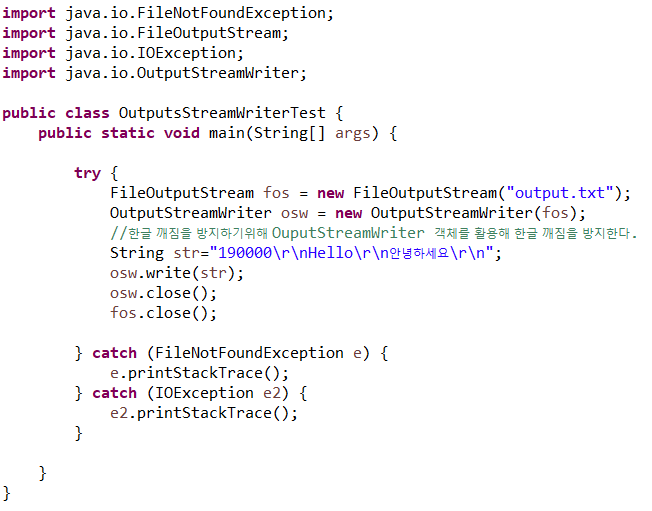 import java.io.FileNotFoundException;
import java.io.FileOutputStream;
import java.io.IOException;
import java.io.OutputStreamWriter;

public class OutputsStreamWriterTest {
    public static void main(String[] args) {

        try {
            FileOutputStream fos = new FileOutputStream("output.txt");
            OutputStreamWriter osw = new OutputStreamWriter(fos);
            //한글 깨짐을 방지하기위해 OuputStreamWriter 객체를 활용해 한글 깨짐을 방지한다.
            String str="190000\r\nHello\r\n안녕하세요\r\n";
            osw.write(str);
            osw.close();
            fos.close();

        } catch (FileNotFoundException e) {
            e.printStackTrace();
        } catch (IOException e2) {
            e2.printStackTrace();
        }

    }
}